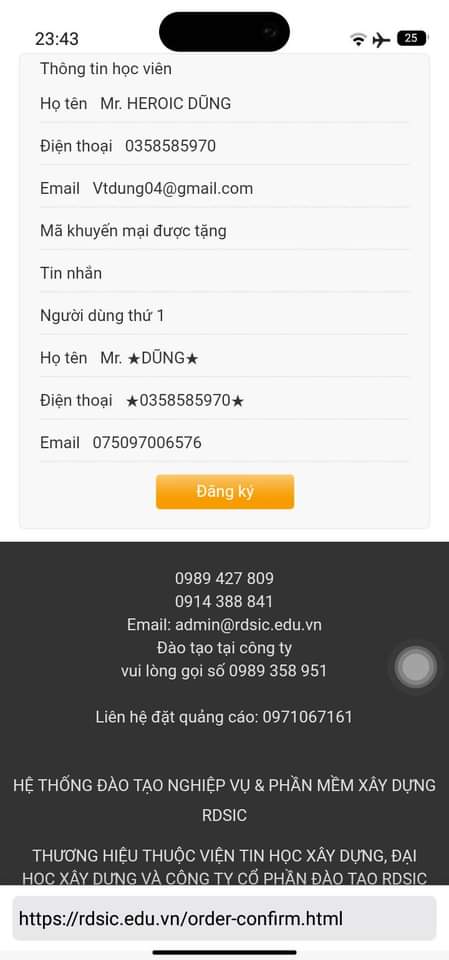 23:43
25
Thông tin học viên
Họ tên Mr. HEROIC DŨNG
Điện thoại 0358585970
Email Vtdung04@gmail.com
Mã khuyến mại được tặng
Tin nhắn
Người dùng thứ 1
Họ tên Mr. ★DŨNG★
Điện thoại ★0358585970★
Email 075097006576
Đăng ký
0989 427 809
0914 388 841
Email: admin@rdsic.edu.vn
Đào tạo tại công ty
vui lòng gọi số 0989 358 951
Liên hệ đặt quảng cáo: 0971067161
HỆ THỐNG ĐÀO TẠO NGHIỆP VỤ & PHẦN MỀM XÂY DỰNG
RDSIC
THƯƠNG HIỆU THUỘC VIỆN TIN HỌC XÂY DỰNG, ĐẠI
HỌC XÂY DỰNG VÀ CÔNG TY CỔ PHẦN ĐÀO TẠO RDSIC
https://rdsic.edu.vn/order-confirm.html